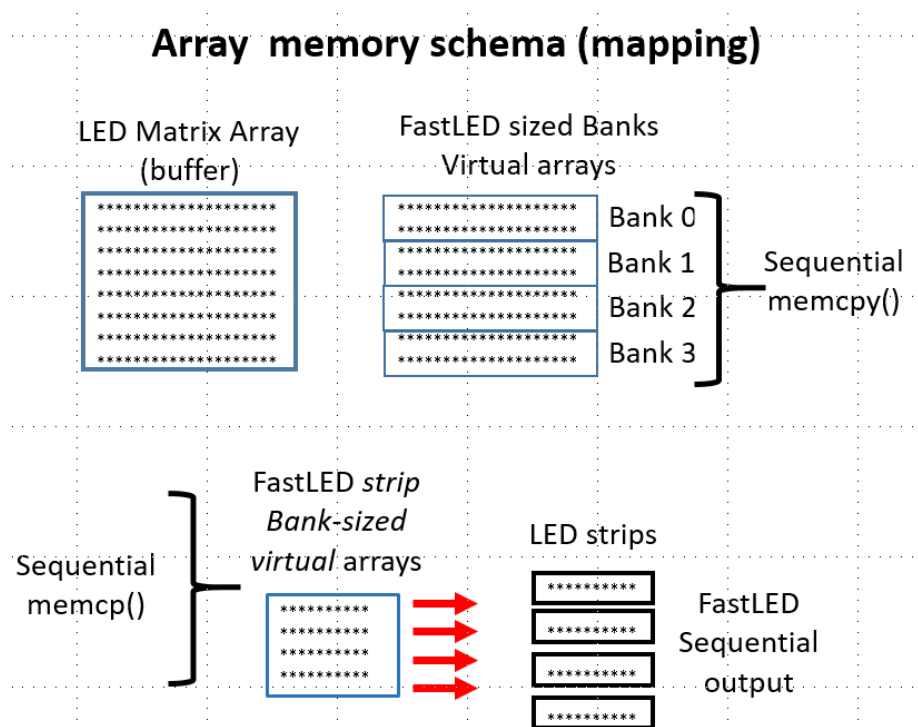 Array memory schema (mapping)
LED Matrix Array
(buffer)
********************
********************
********************
********************
********************
********************
********************
********************
FastLED sized Banks
Virtual arrays
********************
********************
Bank 0
********************
********************
Bank 1
********************
********************
Bank 2
********************
********************
Bank 3
Sequential
memcpy()
Sequential
memcp()
FastLED strip
Bank-sized
virtual arrays
**********
**********
**********
**********
LED strips
**********
**********
**********
**********
FastLED
Sequential
output